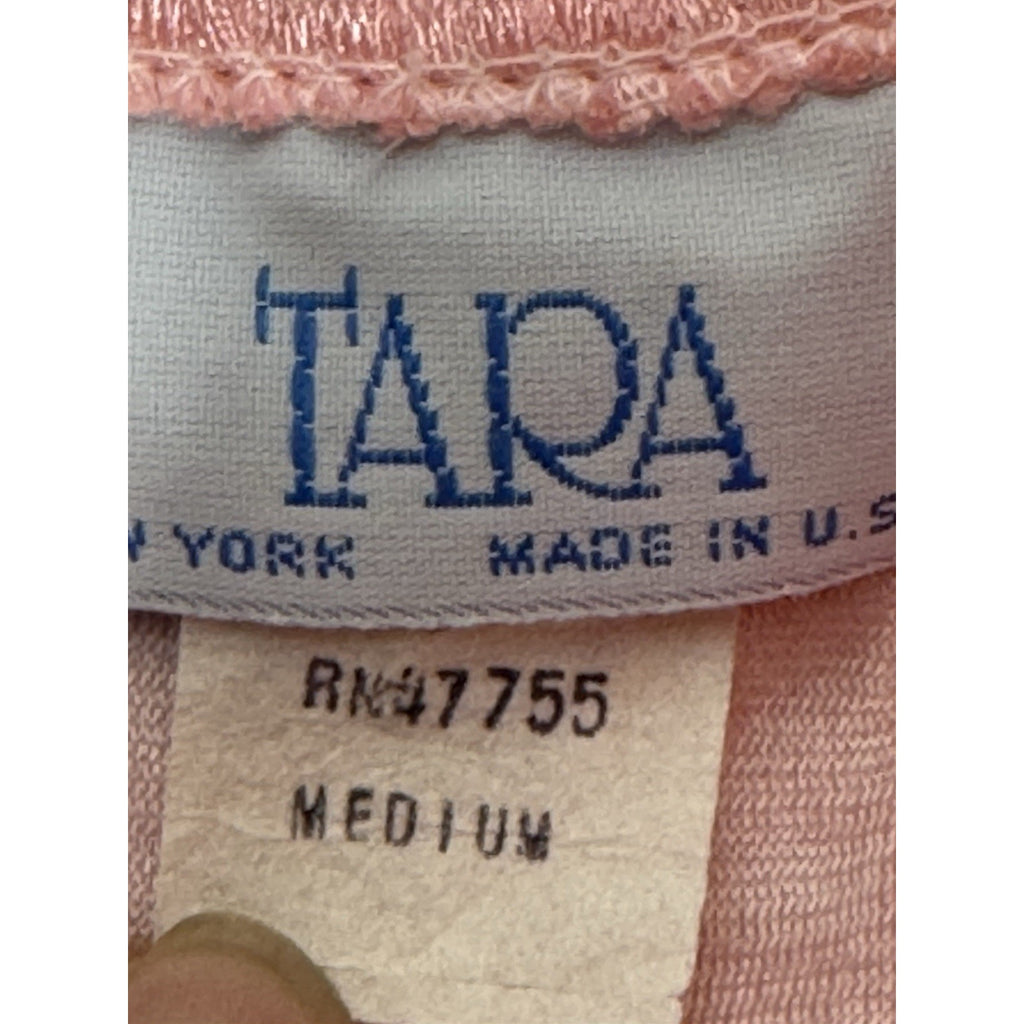 TARA
YORK MADE IN U.S
RN47755
MEDIUM